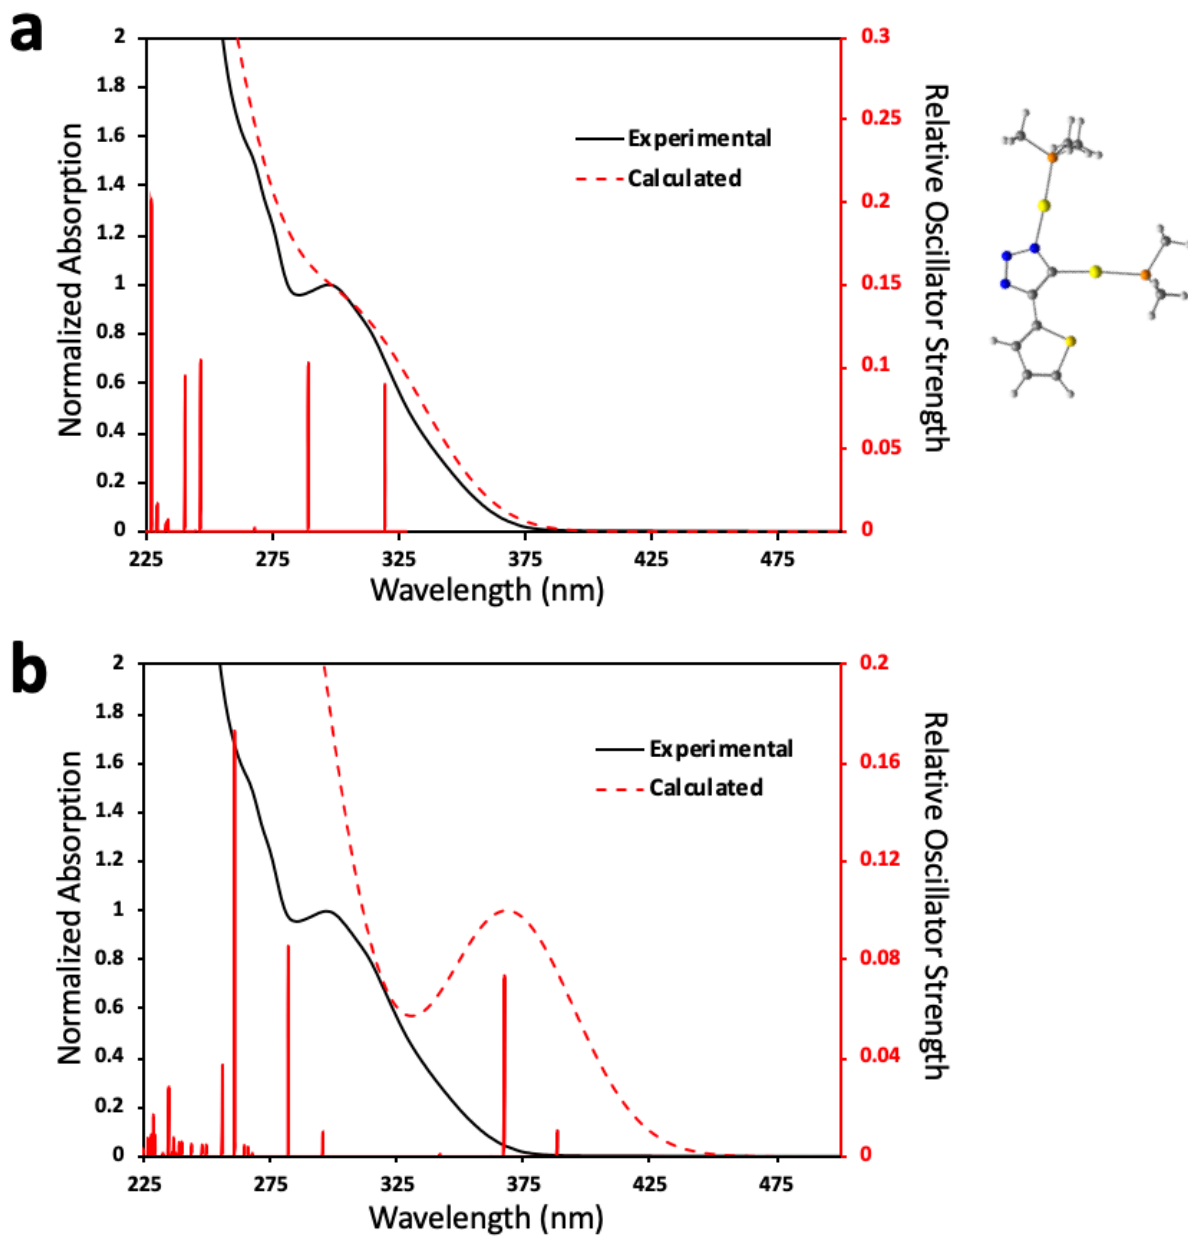 a
2
1.8
1.6
1.4
1.2
1
0.8
0.6
0.4
0.2
0
Normalized Absorption
Experimental
Calculated
0.3
0.25
0.2
0.15
0.1
0.05
0
Relative Oscillator Strength
225 275 325 375 425 475
Wavelength (nm)
b
2
1.8
1.6
1.4
1.2
1
0.8
0.6
0.4
0.2
0
Normalized Absorption
Experimental
Calculated
0.2
0.16
0.12
0.08
0.04
0
Relative Oscillator Strength
225 275 325 375 425 475
Wavelength (nm)